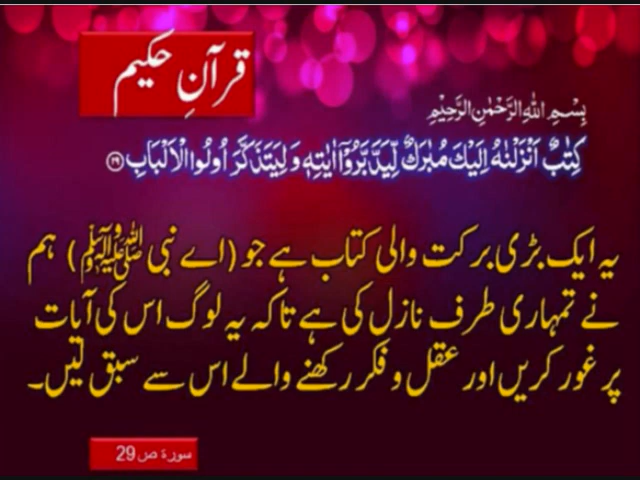 قرآنِ حکیم
بِسْمِ اللهِ الرَّحْمٰنِ الرَّحِيْمِ
كِتٰبٌ اَنْزَلْنٰهُ اِلَيْكَ مُبٰرَكٌ لِّيَدَّبَّرُوْۤا اٰيٰتِهٖ وَ لِيَتَذَكَّرَ اُولُوا الْاَلْبَابِ ۝۲۹
یہ ایک بڑی برکت والی کتاب ہے جو (اے نبی ﷺ) ہم
نے تمہاری طرف نازل کی ہے تاکہ یہ لوگ اس کی آیات
پر غور کریں اور عقل و فکر رکھنے والے اس سے سبق لیں۔
سورۃ ص 29